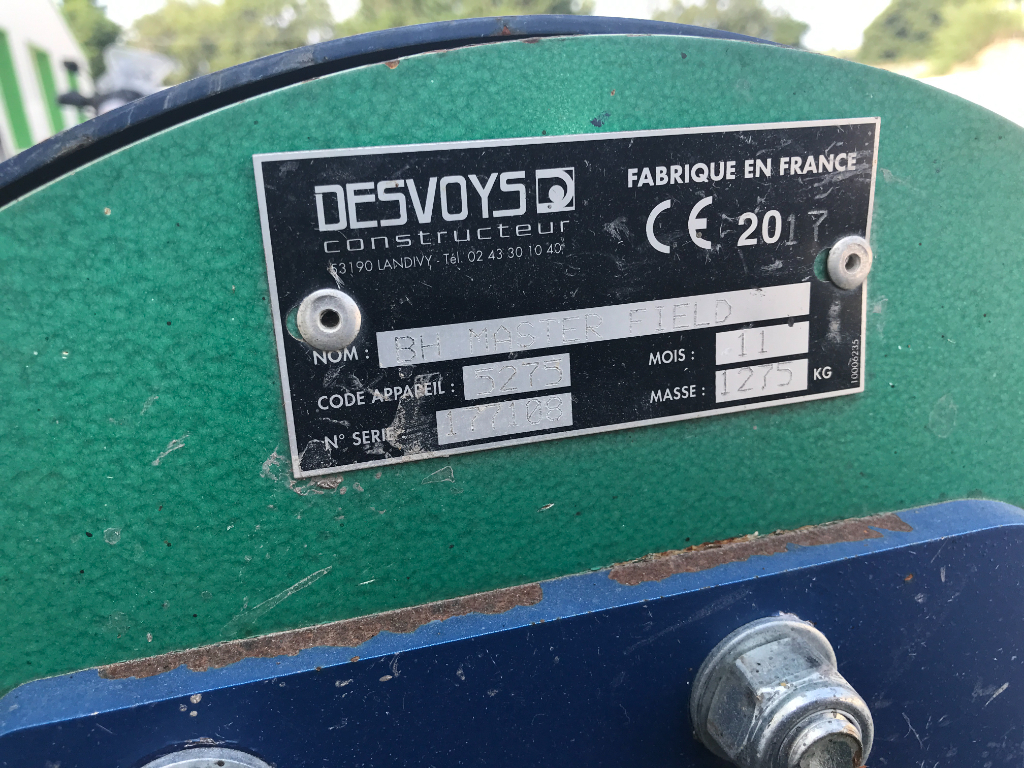 DESVOYS
constructeur
53190 LANDIVY - Tél. 02 43 30 10 40
FABRIQUE EN FRANCE
CE 2017
NOM : BH MASTER FIELD
CODE APPAREIL : 5275
N° SERIE : 177108
MOIS : 11
MASSE : 1275 KG
10006235